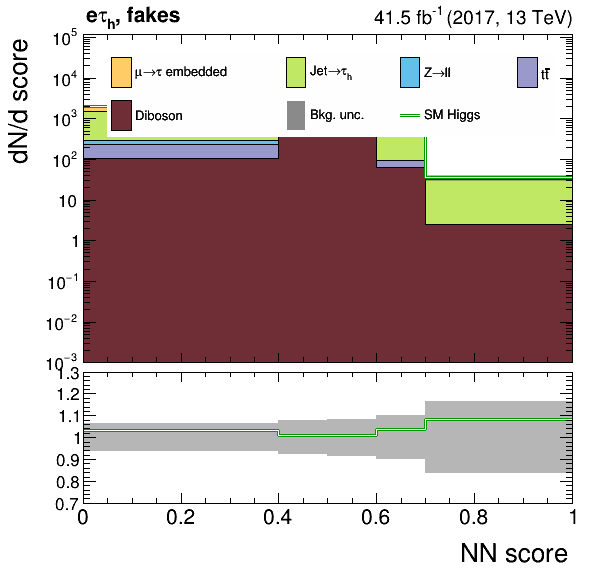 eτₕ, fakes 41.5 fb⁻¹ (2017, 13 TeV)
dN/d score
10⁵
10⁴
10³
10²
10
1
10⁻¹
10⁻²
10⁻³
μ→τ embedded Jet→τₕ Z→ll tt̄
Diboson Bkg. unc. SM Higgs
1.3
1.2
1.1
1
0.9
0.8
0.7
0 0.2 0.4 0.6 0.8 1
NN score